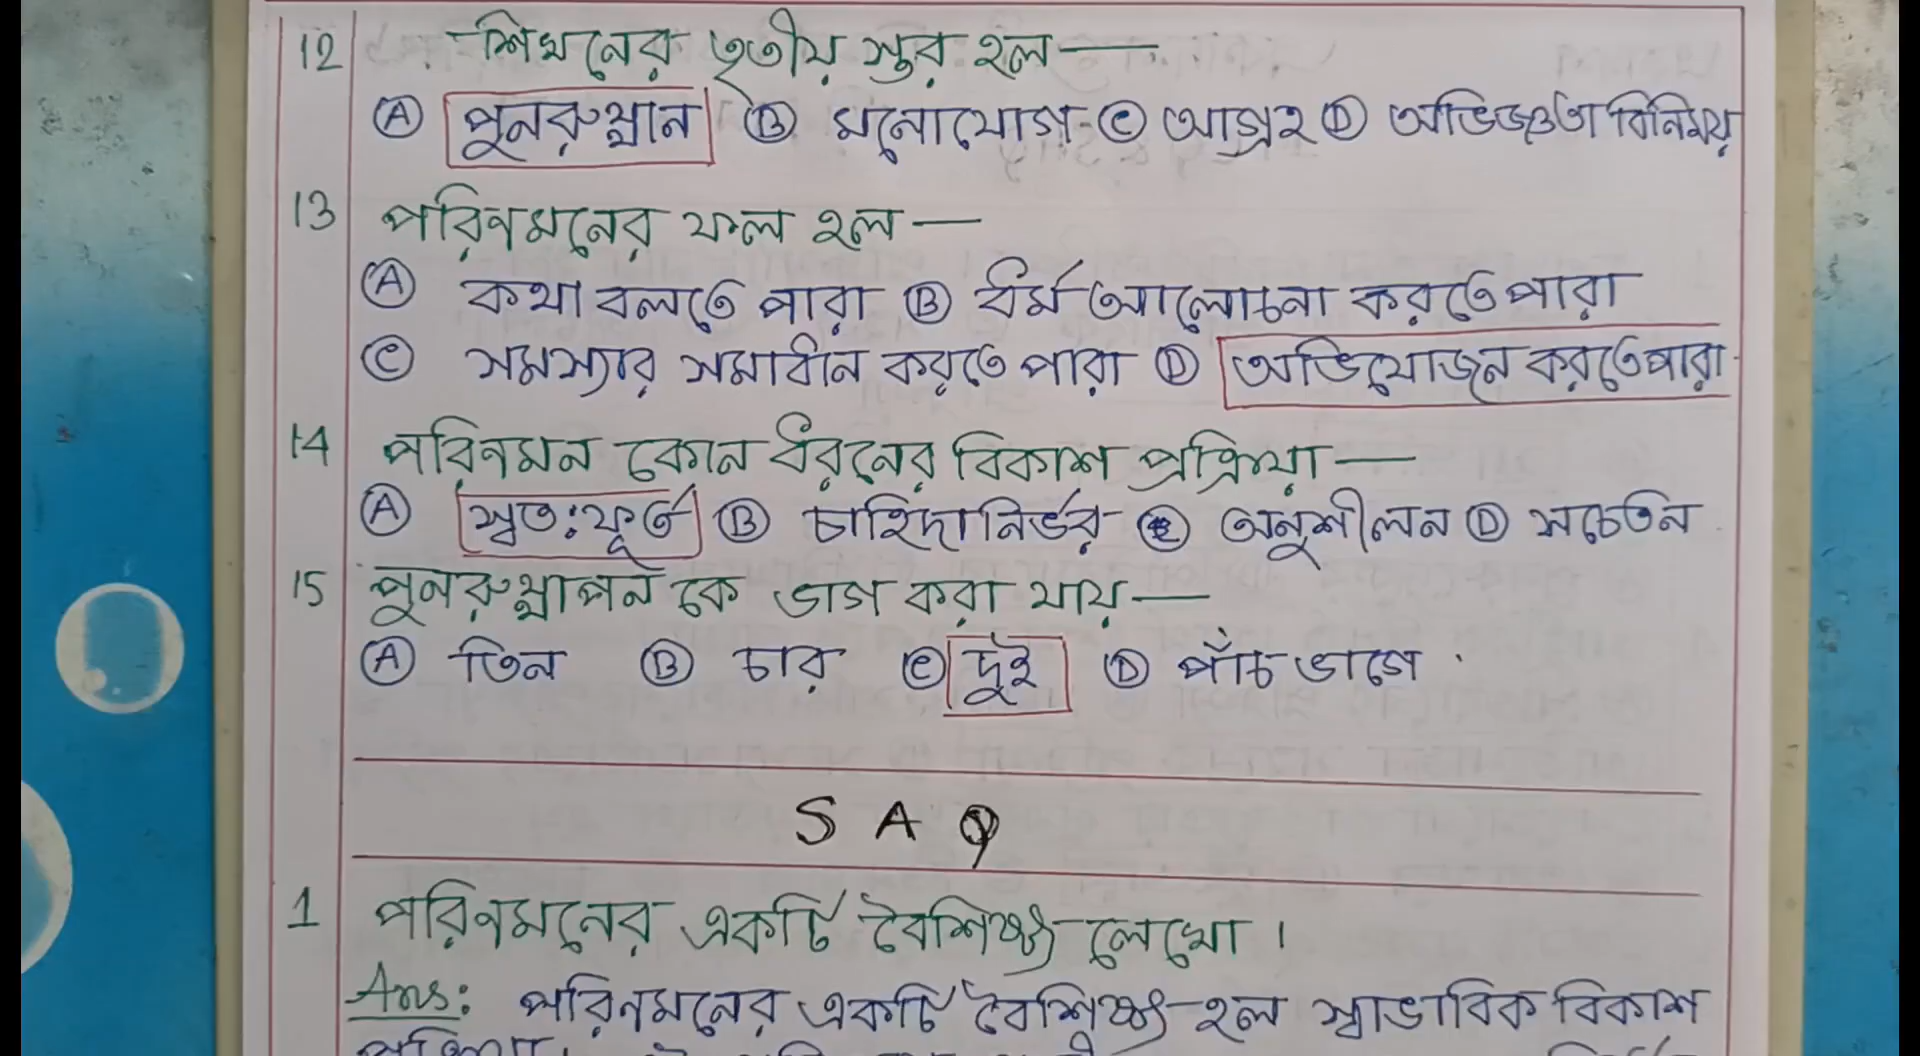 12 শিখনের তৃতীয় স্তর হল —
Ⓐ পুনরুত্থান Ⓑ মনোযোগ Ⓒ আগ্রহ Ⓓ অভিজ্ঞতা বিনিময়
13 পরিনমনের ফল হল —
Ⓐ কথা বলতে পারা Ⓑ ধর্ম আলোচনা করতে পারা
Ⓒ সমস্যার সমাধান করতে পারা Ⓓ অভিযোজন করতে পারা
14 পরিনমন কোন ধরনের বিকাশ প্রক্রিয়া —
Ⓐ স্বতঃফূর্ত Ⓑ চাহিদা নির্ভর Ⓒ অনুশীলন Ⓓ সচেতন
15 পুনরুত্থাপন কে ভাগ করা যায় —
Ⓐ তিন Ⓑ চার Ⓒ দুই Ⓓ পাঁচ ভাগে
S A Q
1 পরিনমনের একটি বৈশিষ্ট্য লেখো ।
Ans: পরিনমনের একটি বৈশিষ্ট্য হল স্বাভাবিক বিকাশ